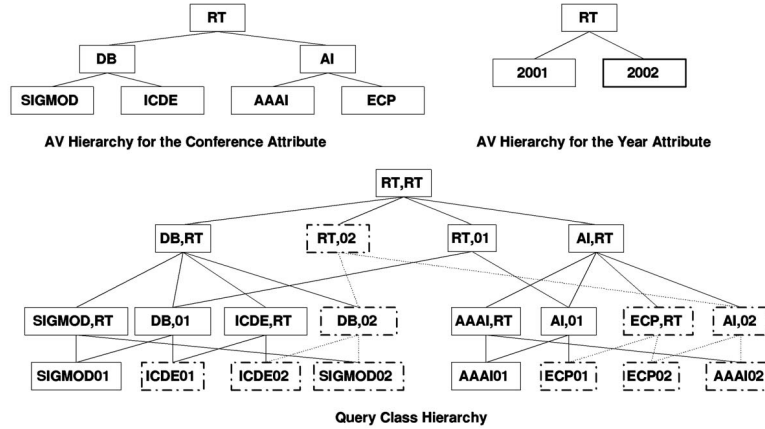 RT RT
DB AI 2001 2002
SIGMOD ICDE AAAI ECP
AV Hierarchy for the Conference Attribute AV Hierarchy for the Year Attribute
RT,RT
DB,RT RT,02 RT,01 AI,RT
SIGMOD,RT DB,01 ICDE,RT DB,02 AAAI,RT AI,01 ECP,RT AI,02
SIGMOD01 ICDE01 ICDE02 SIGMOD02 AAAI01 ECP01 ECP02 AAAI02
Query Class Hierarchy